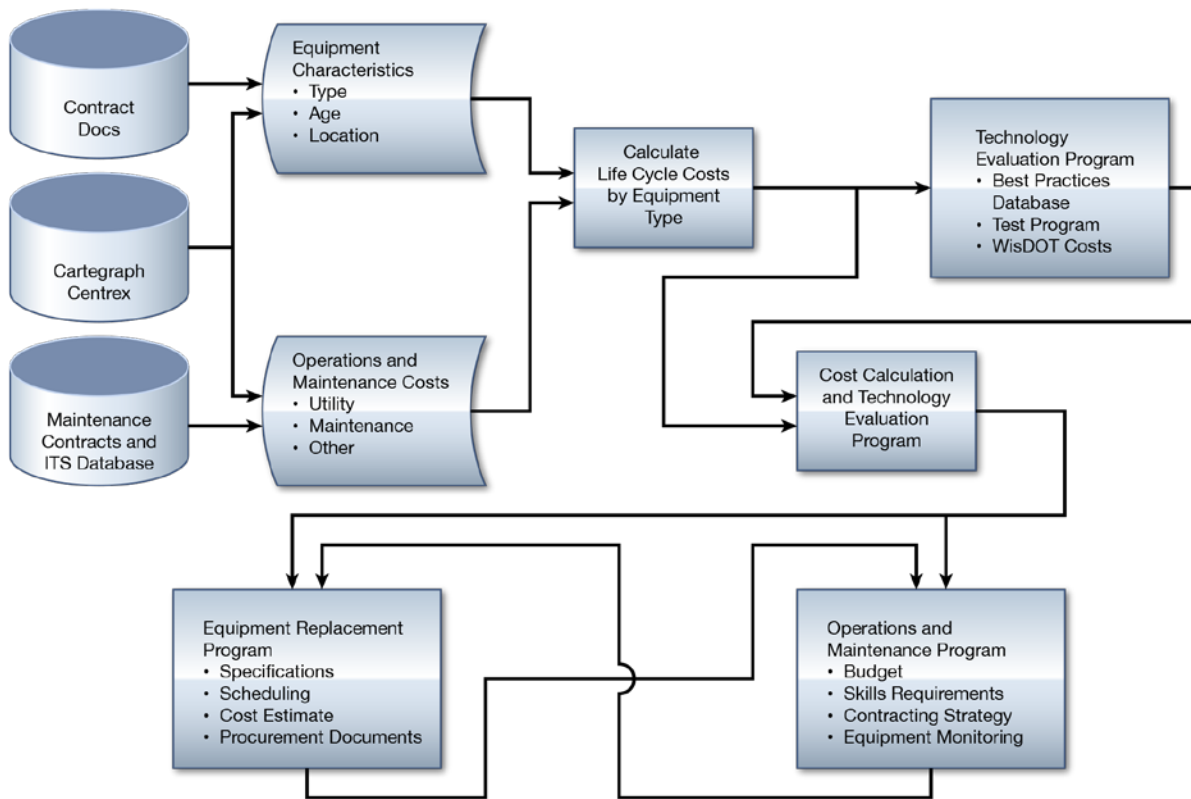 Contract
Docs
Cartegraph
Centrex
Maintenance
Contracts and
ITS Database
Equipment
Characteristics
• Type
• Age
• Location
Operations and
Maintenance Costs
• Utility
• Maintenance
• Other
Calculate
Life Cycle Costs
by Equipment
Type
Technology
Evaluation Program
• Best Practices
Database
• Test Program
• WisDOT Costs
Cost Calculation
and Technology
Evaluation
Program
Equipment Replacement
Program
• Specifications
• Scheduling
• Cost Estimate
• Procurement Documents
Operations and
Maintenance Program
• Budget
• Skills Requirements
• Contracting Strategy
• Equipment Monitoring